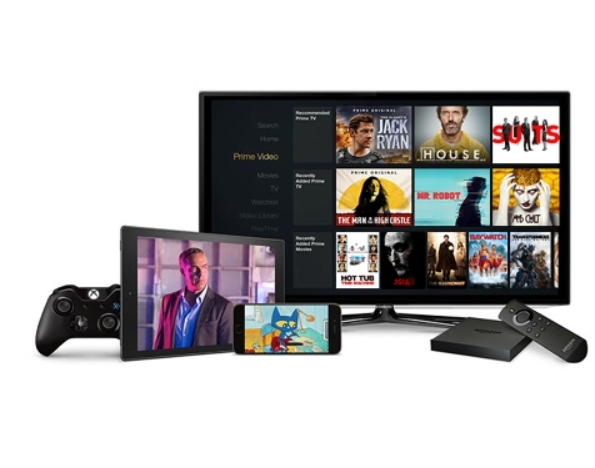 Search
Home
Prime Video
Movies
TV
Watchlist
Video Library
Recommended
Prime TV
PRIME ORIGINAL
JACK
RYAN
HOUSE
SUITS
Recently
Added Prime
TV
PRIME ORIGINAL
THE MAN IN THE HIGH CASTLE
MR. ROBOT
Recently
Added Prime
Movies
HOT TUB
TIME MACHINE
BAYWATCH
TRANSFORMERS
amazon